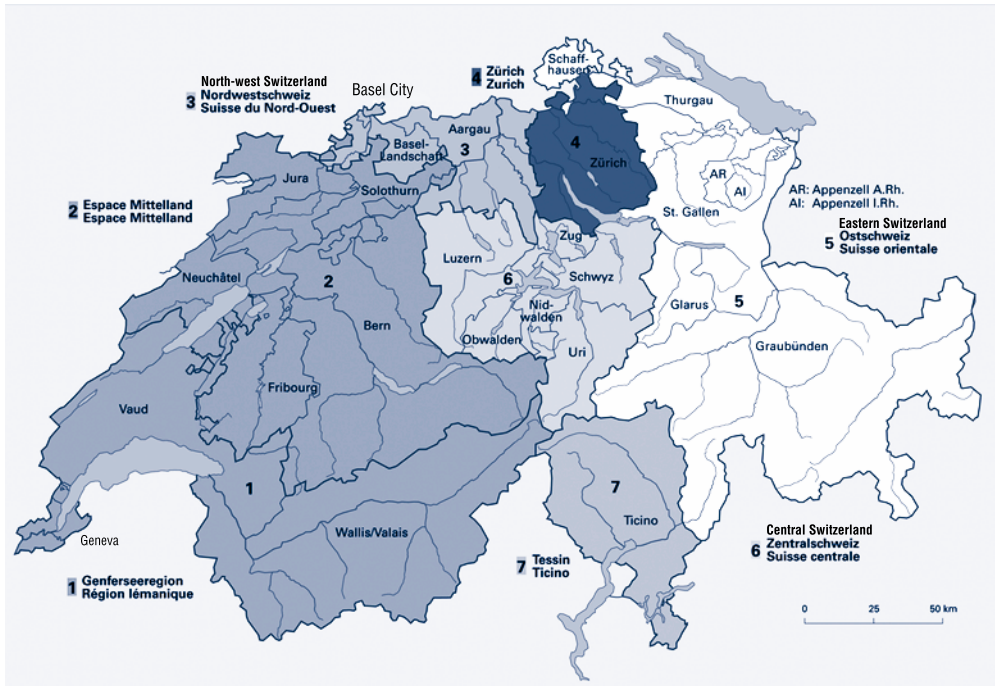 Schaff-
hausen
4 Zürich
Zurich
North-west Switzerland
3 Nordwestschweiz
Suisse du Nord-Ouest
Basel City
Thurgau
Aargau
3
4
Zürich
Basel-
Landschaft
Jura
Solothurn
AR
AI
AR: Appenzell A.Rh.
AI: Appenzell I.Rh.
2 Espace Mittelland
Espace Mittelland
St. Gallen
Eastern Switzerland
5 Ostschweiz
Suisse orientale
Zug
Luzern
Neuchâtel
2
6
Schwyz
Nid-
walden
Glarus
5
Bern
Obwalden
Uri
Graubünden
Fribourg
Vaud
1
7
Ticino
Wallis/Valais
Geneva
Central Switzerland
6 Zentralschweiz
Suisse centrale
7 Tessin
Ticino
1 Genferseeregion
Région lémanique
0 25 50 km